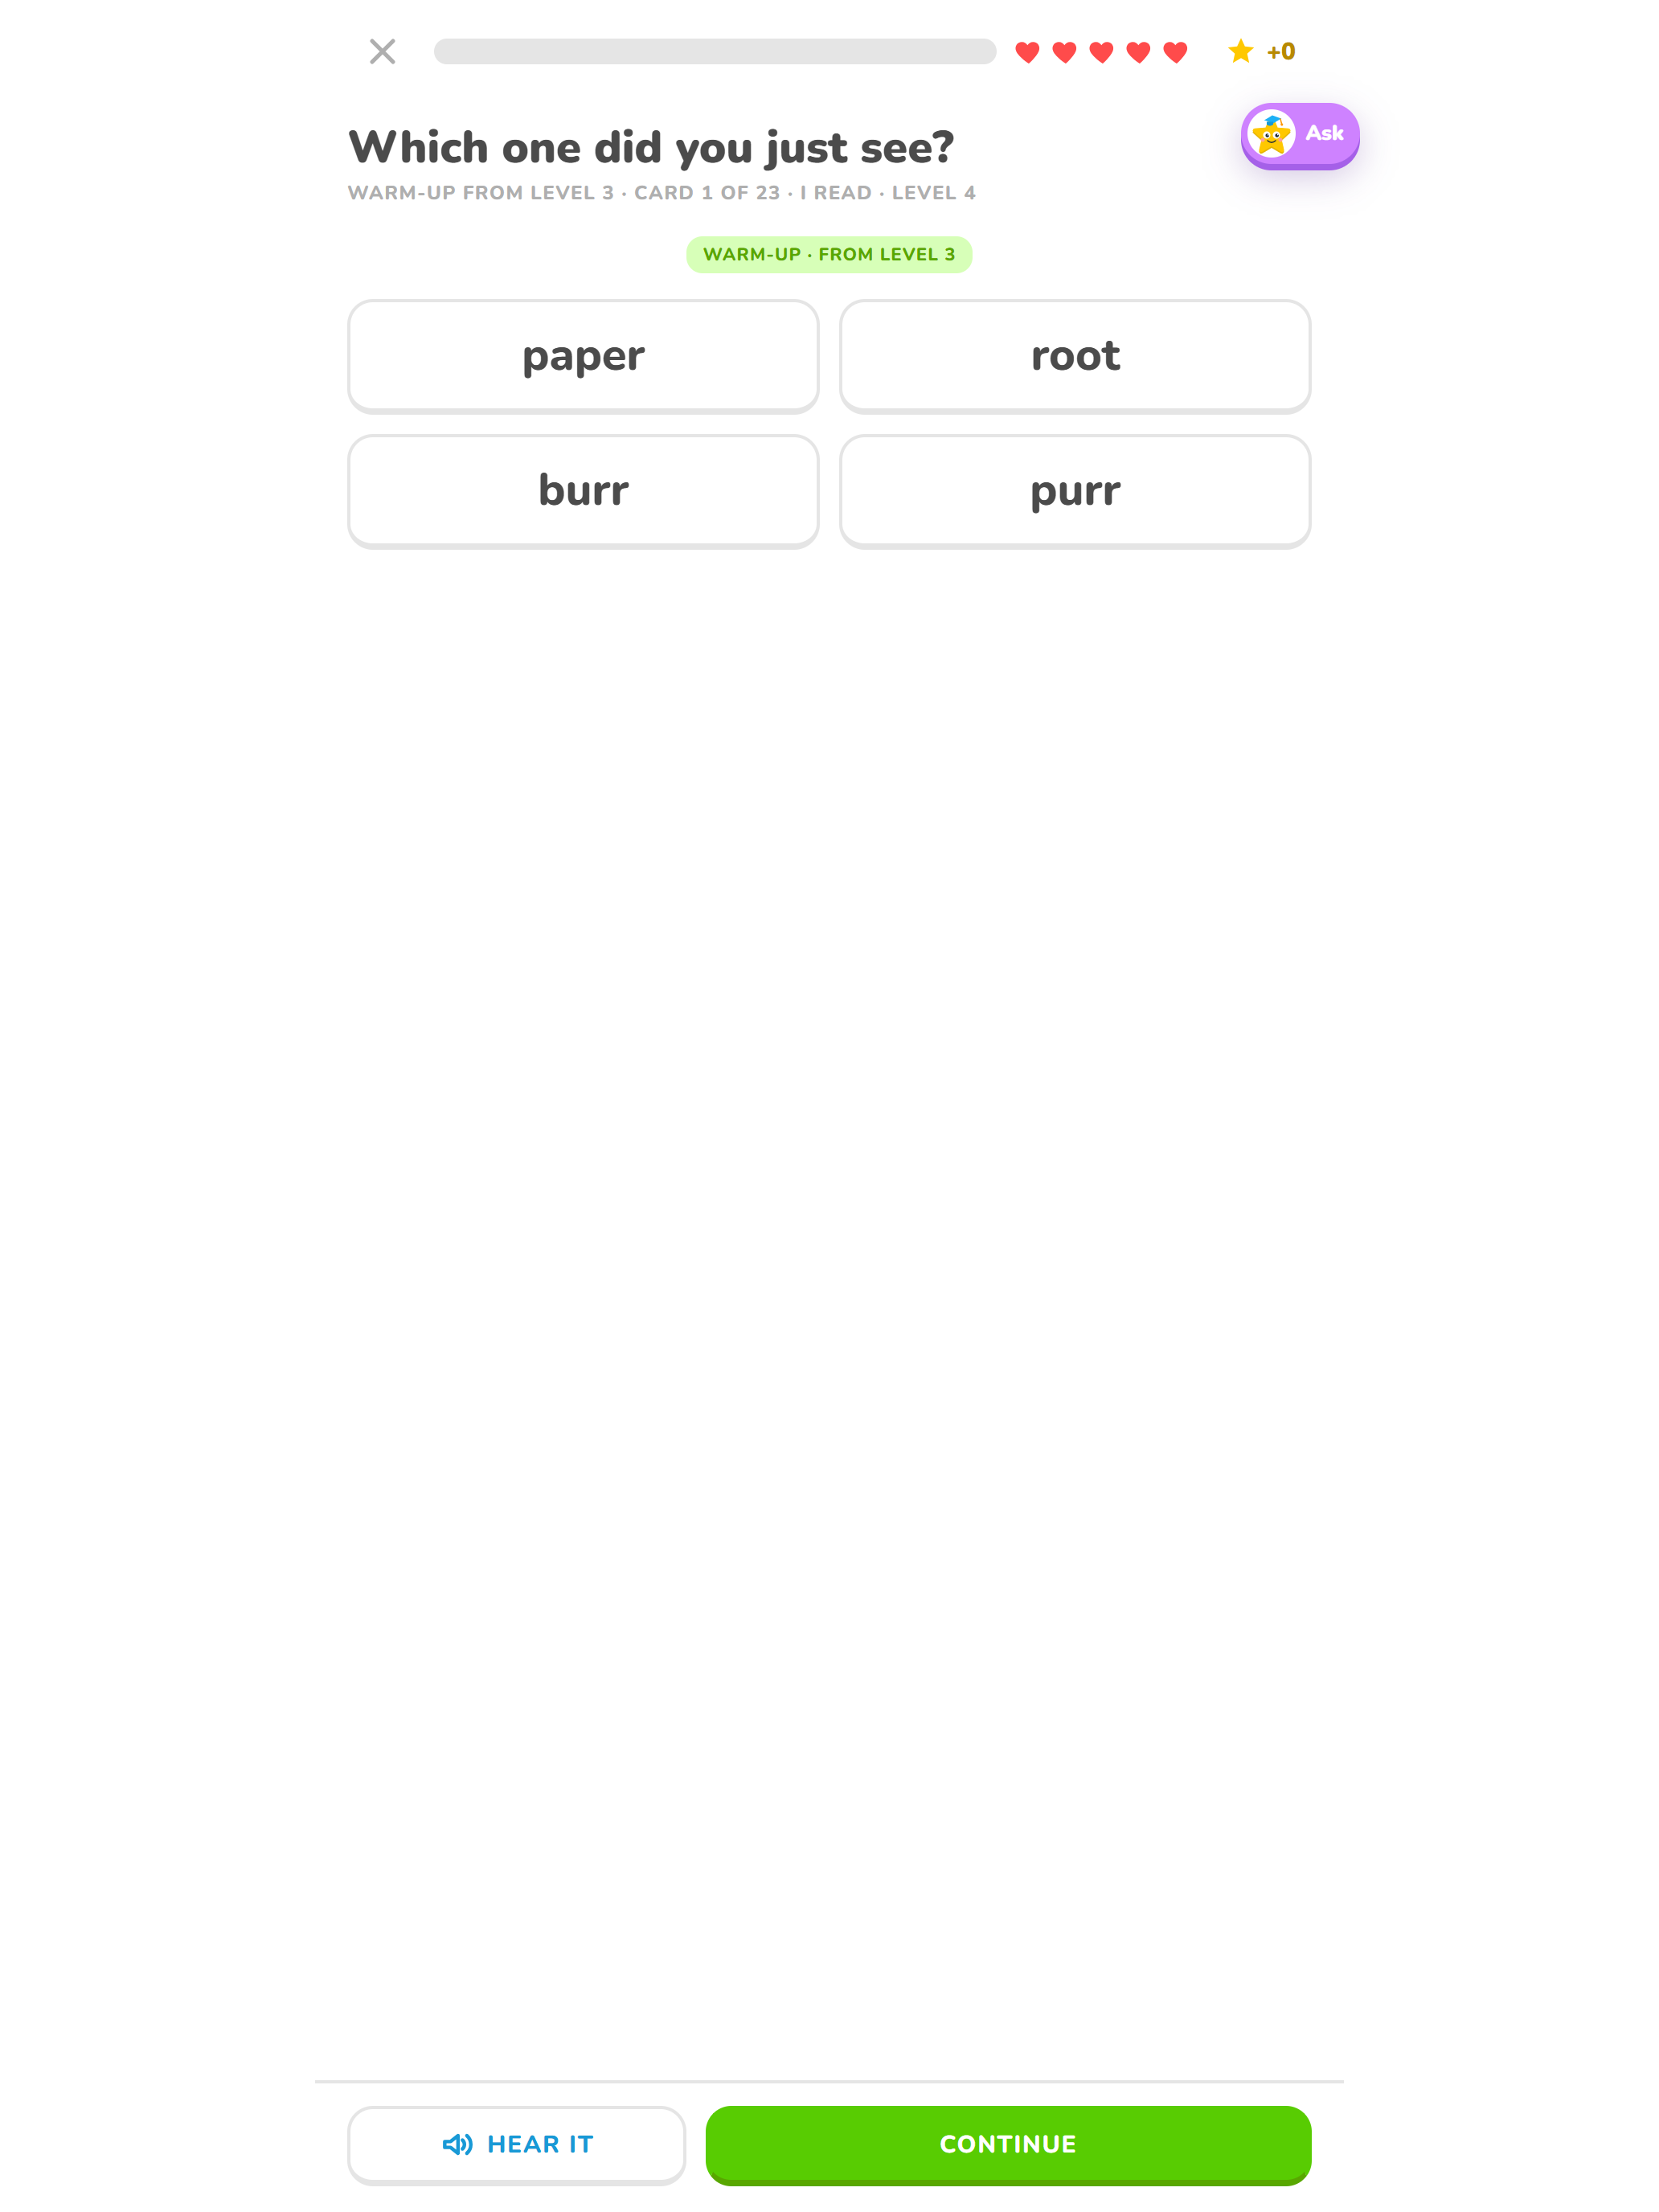 +0
Ask
Which one did you just see?
WARM-UP FROM LEVEL 3 · CARD 1 OF 23 · I READ · LEVEL 4
WARM-UP · FROM LEVEL 3
paper
root
burr
purr
HEAR IT
CONTINUE